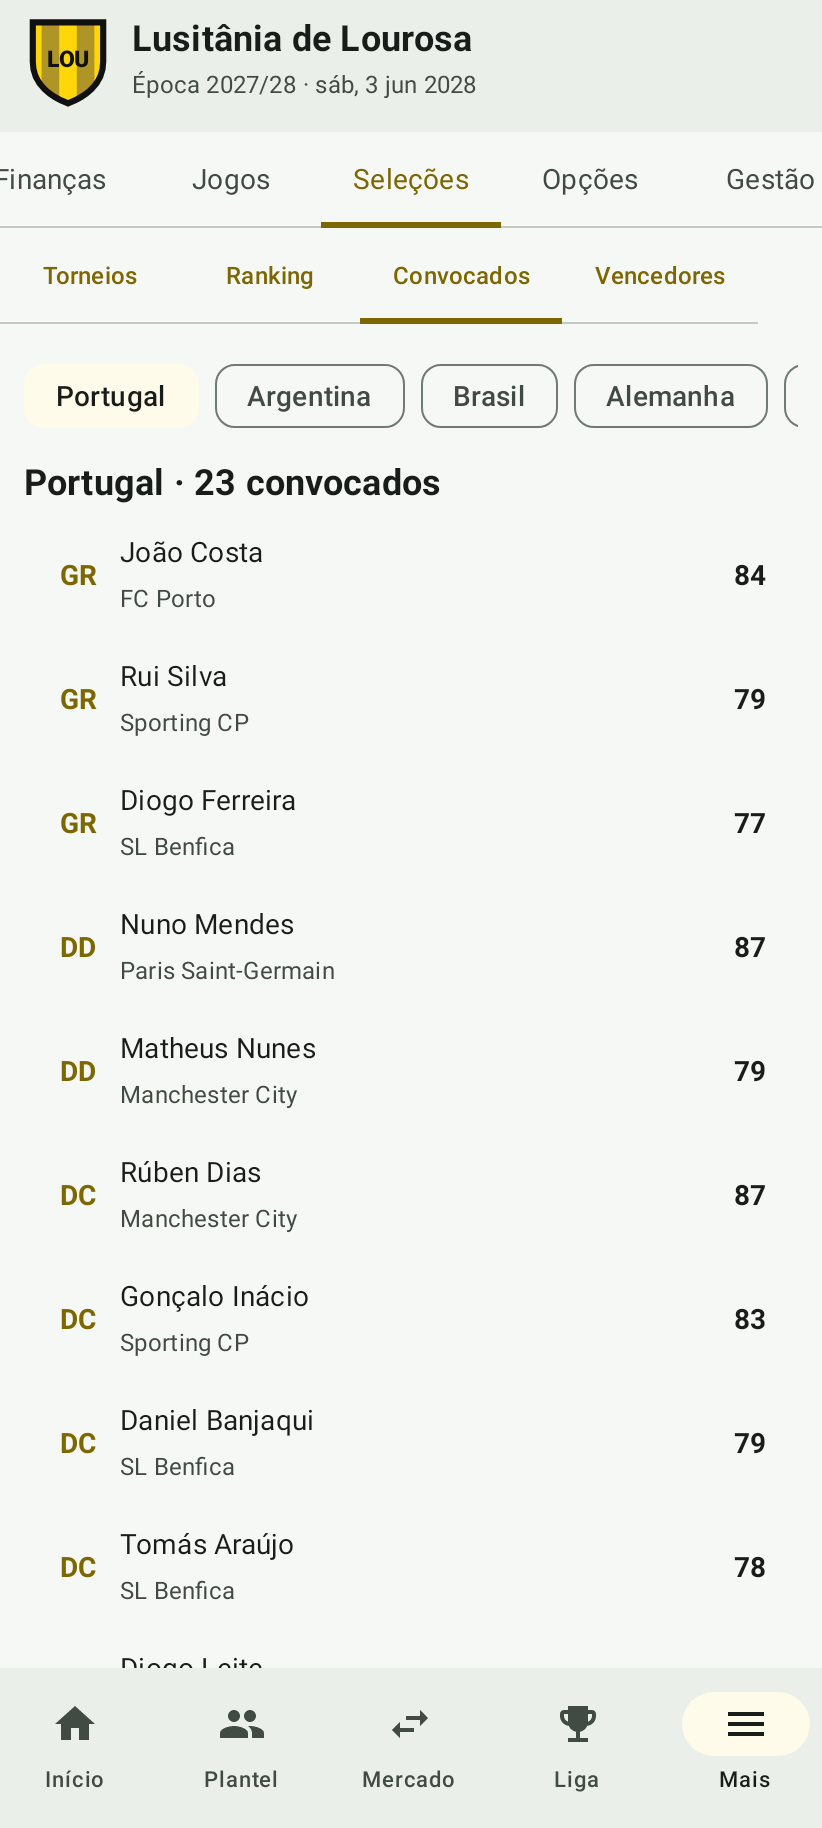 LOU
Lusitânia de Lourosa
Época 2027/28 · sáb, 3 jun 2028
Finanças Jogos Seleções Opções Gestão
Torneios Ranking Convocados Vencedores
Portugal Argentina Brasil Alemanha
Portugal · 23 convocados
GR João Costa 84
FC Porto
GR Rui Silva 79
Sporting CP
GR Diogo Ferreira 77
SL Benfica
DD Nuno Mendes 87
Paris Saint-Germain
DD Matheus Nunes 79
Manchester City
DC Rúben Dias 87
Manchester City
DC Gonçalo Inácio 83
Sporting CP
DC Daniel Banjaqui 79
SL Benfica
DC Tomás Araújo 78
SL Benfica
Diogo Leite
Início Plantel Mercado Liga Mais